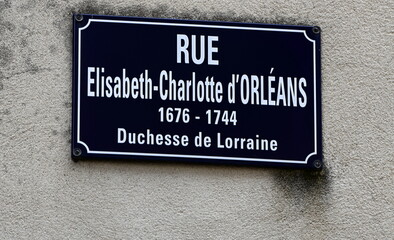 RUE
Elisabeth-Charlotte d'ORLÉANS
1676 - 1744
Duchesse de Lorraine